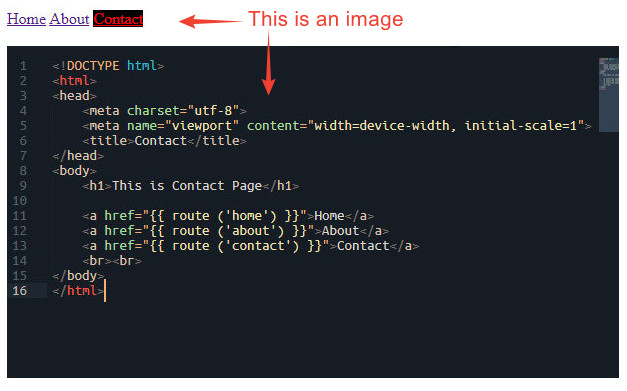 Home About Contact
This is an image
1 <!DOCTYPE html>
2 <html>
3 <head>
4     <meta charset="utf-8">
5     <meta name="viewport" content="width=device-width, initial-scale=1">
6     <title>Contact</title>
7 </head>
8 <body>
9     <h1>This is Contact Page</h1>
10
11     <a href="{{ route ('home') }}">Home</a>
12     <a href="{{ route ('about') }}">About</a>
13     <a href="{{ route ('contact') }}">Contact</a>
14     <br><br>
15 </body>
16 </html>